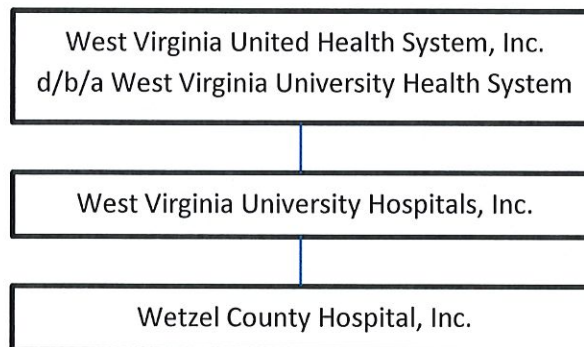 West Virginia United Health System, Inc.
d/b/a West Virginia University Health System
West Virginia University Hospitals, Inc.
Wetzel County Hospital, Inc.